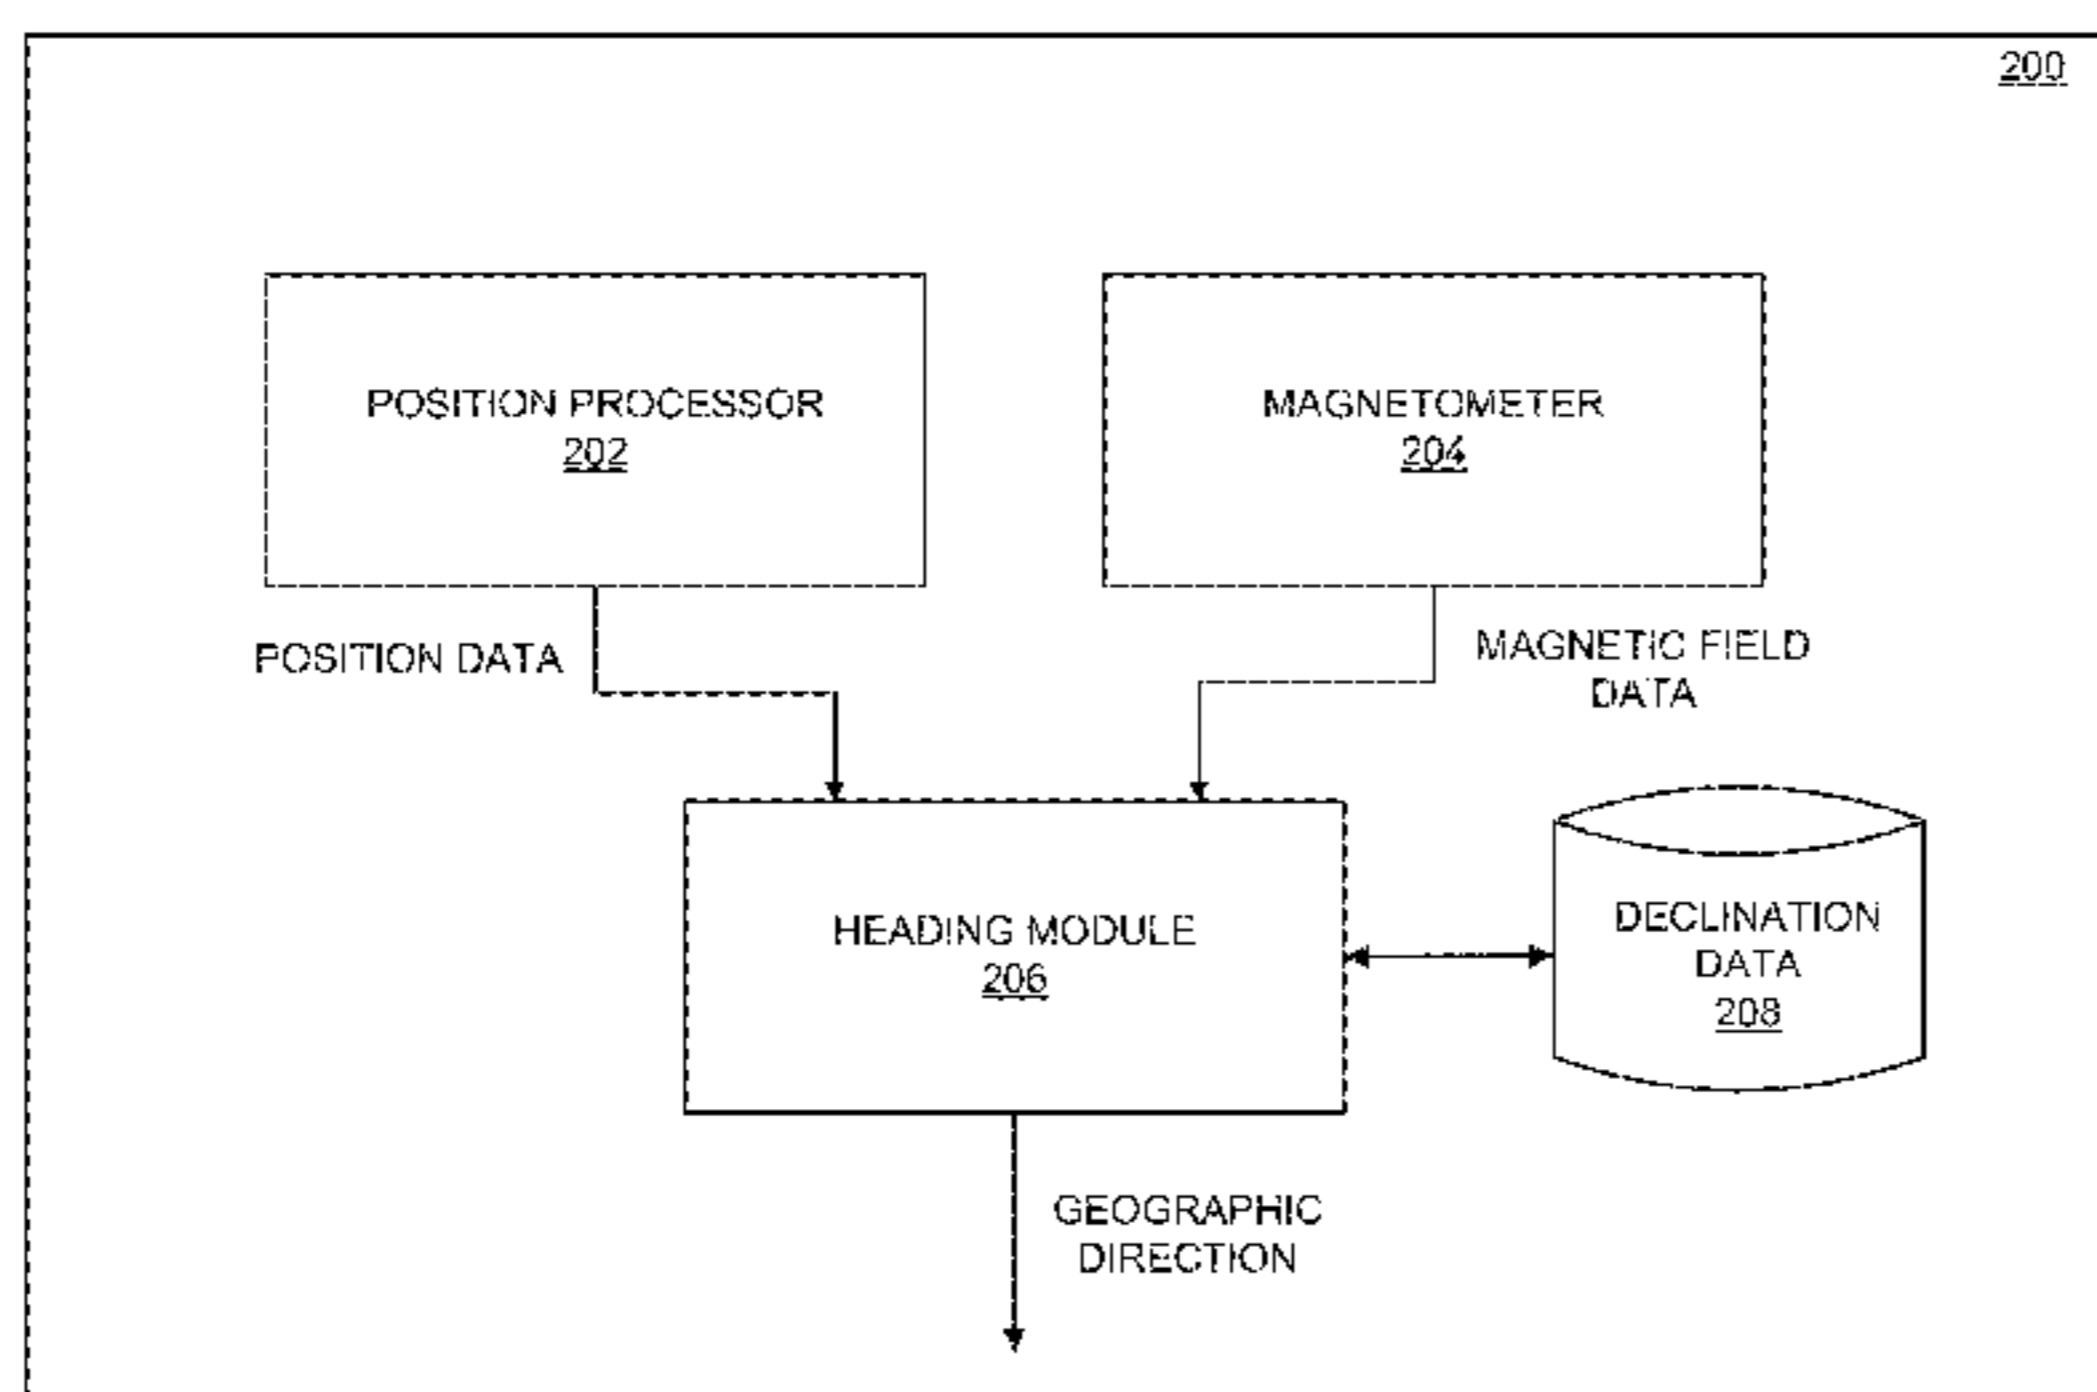 200
POSITION PROCESSOR
202
MAGNETOMETER
204
POSITION DATA
MAGNETIC FIELD
DATA
HEADING MODULE
206
DECLINATION
DATA
208
GEOGRAPHIC
DIRECTION